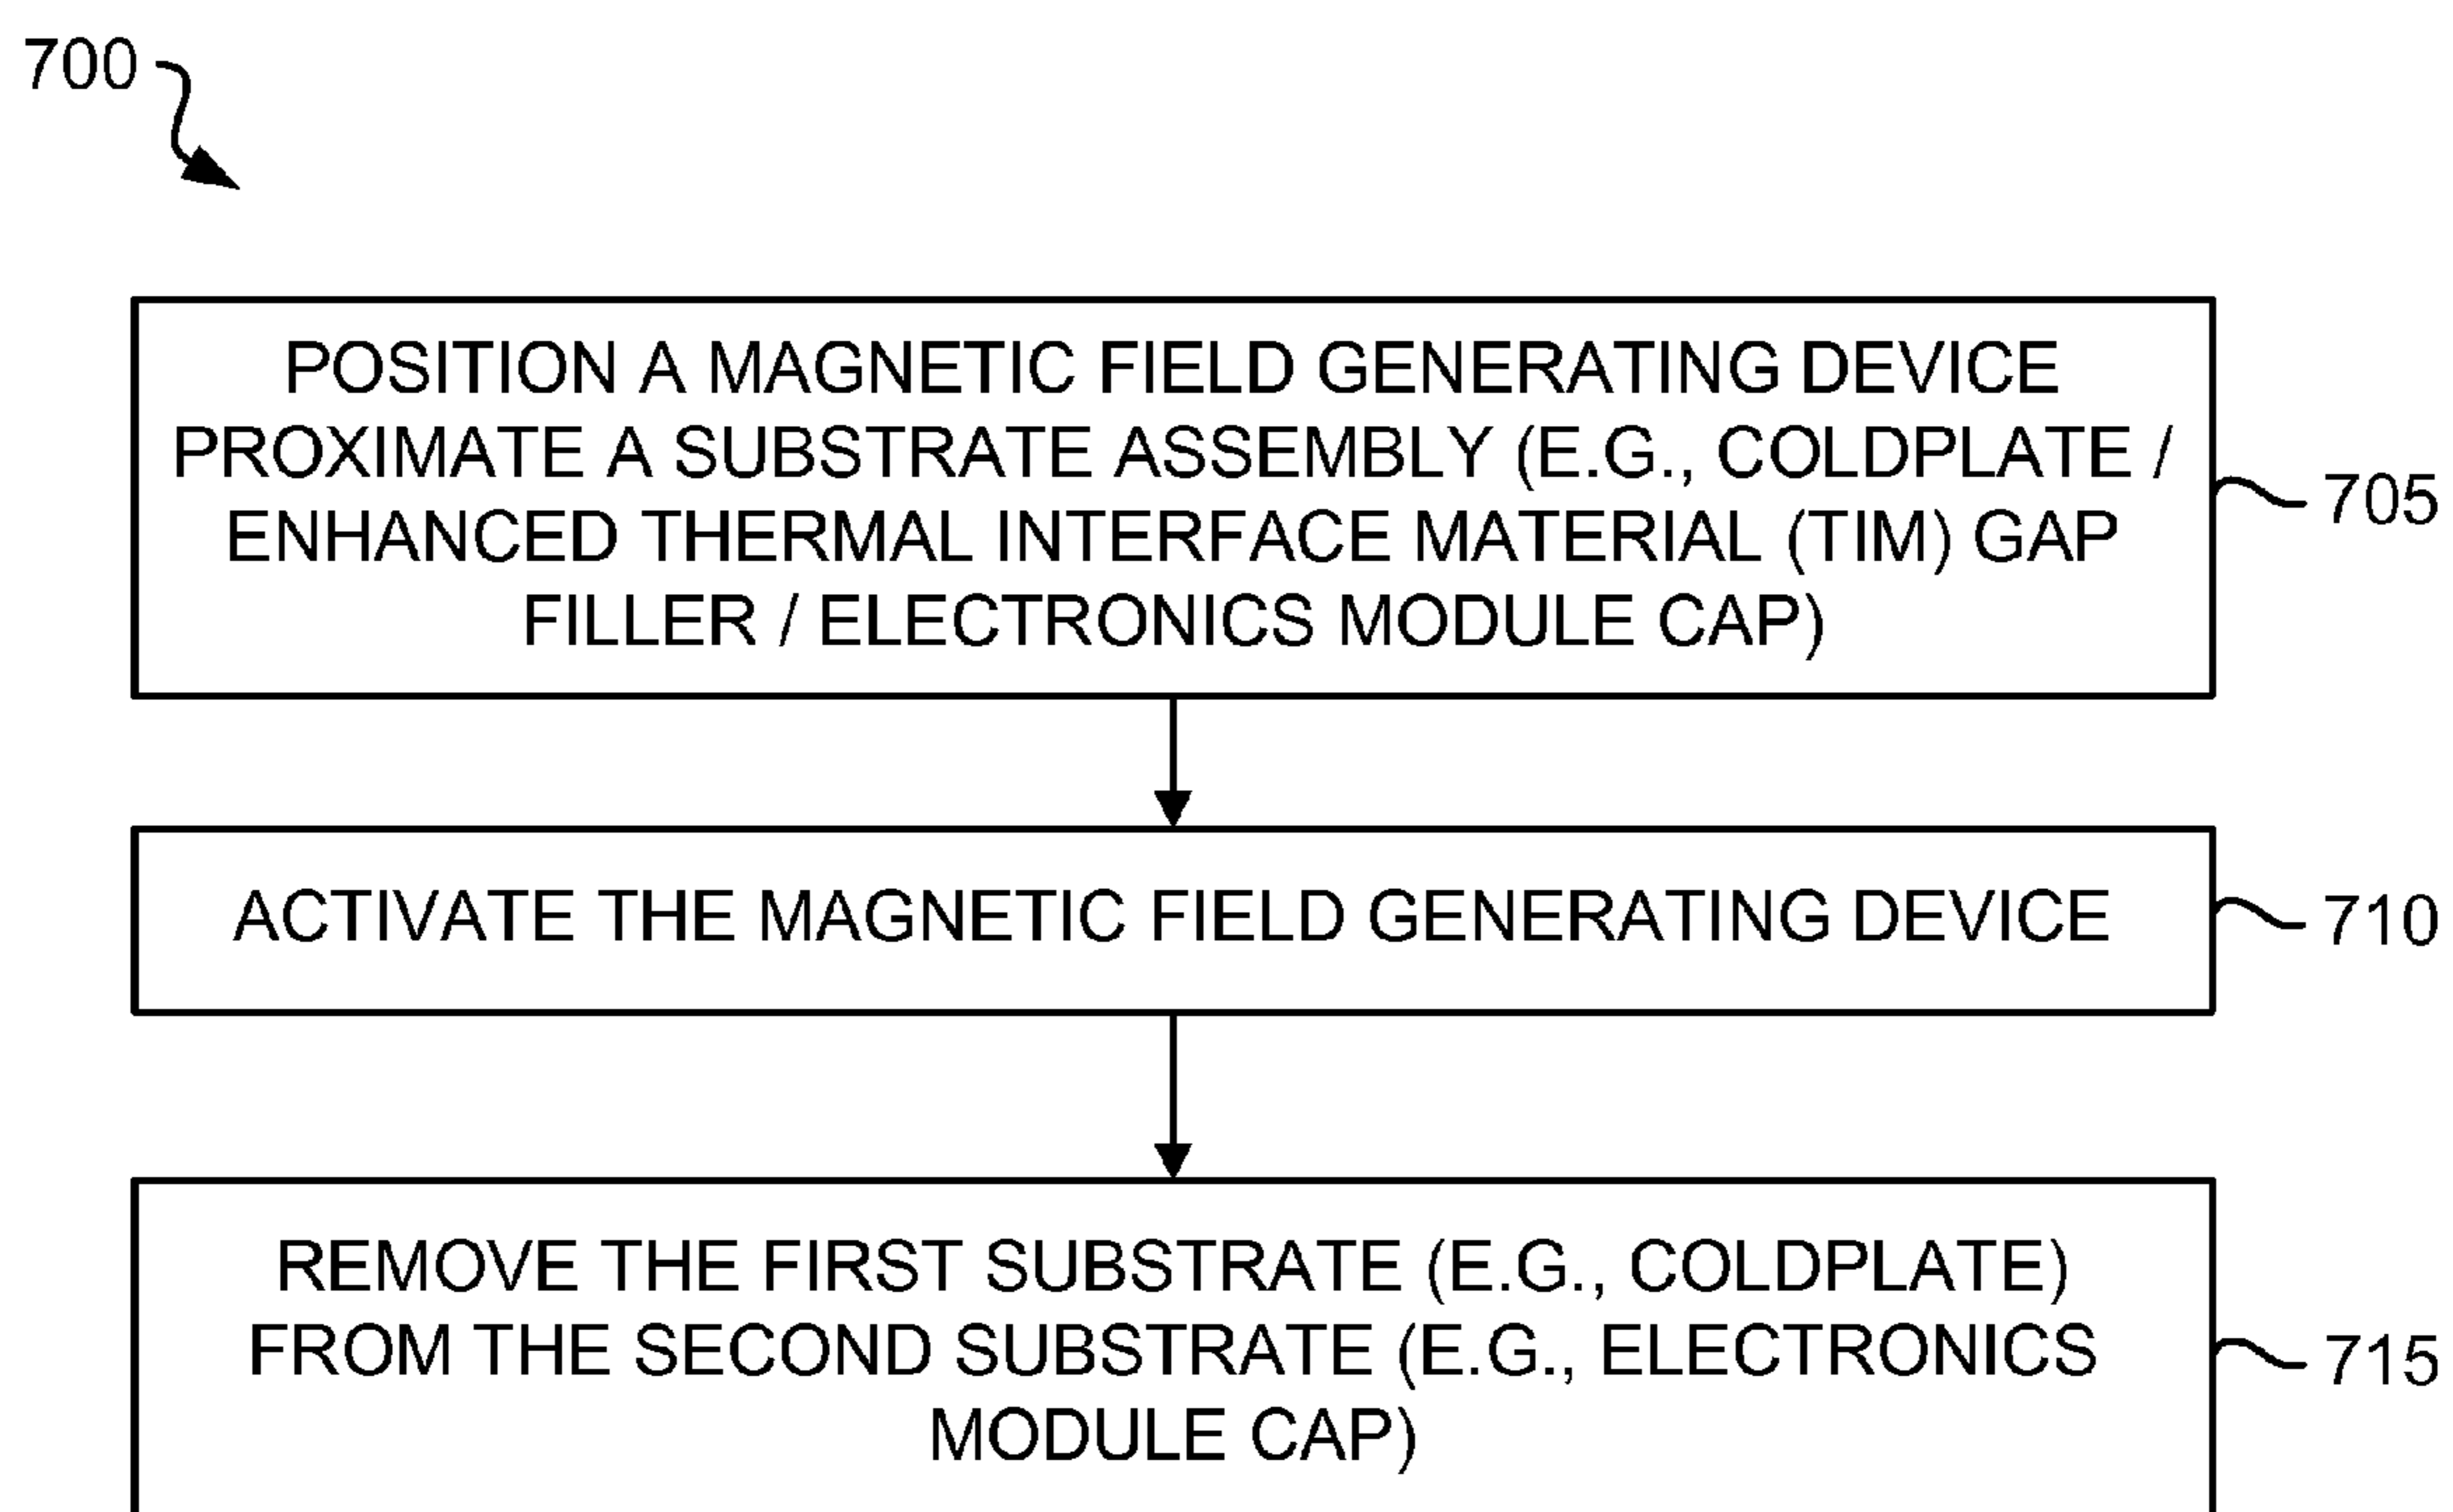 700
POSITION A MAGNETIC FIELD GENERATING DEVICE
PROXIMATE A SUBSTRATE ASSEMBLY (E.G., COLDPLATE /
ENHANCED THERMAL INTERFACE MATERIAL (TIM) GAP
FILLER / ELECTRONICS MODULE CAP)
705
ACTIVATE THE MAGNETIC FIELD GENERATING DEVICE
710
REMOVE THE FIRST SUBSTRATE (E.G., COLDPLATE)
FROM THE SECOND SUBSTRATE (E.G., ELECTRONICS
MODULE CAP)
715